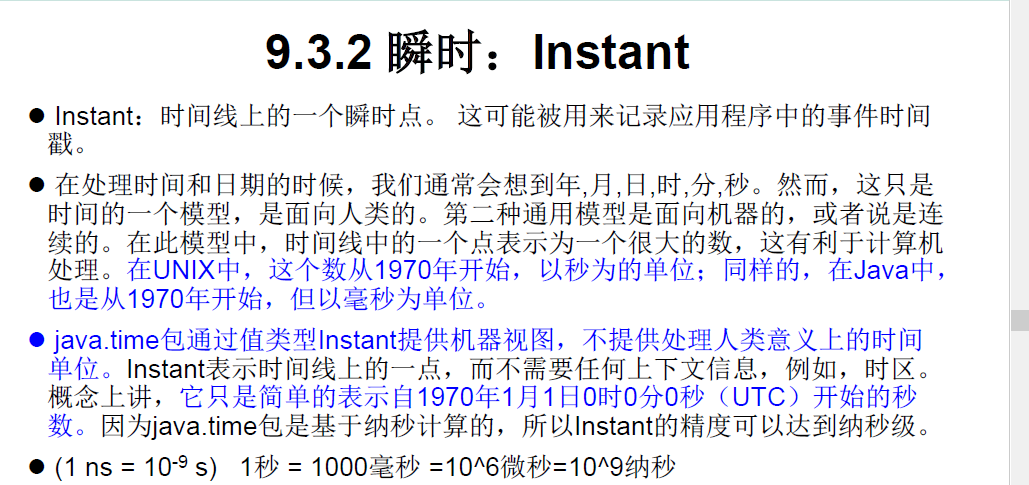 9.3.2 瞬时：Instant
● Instant：时间线上的一个瞬时点。 这可能被用来记录应用程序中的事件时间
戳。
● 在处理时间和日期的时候，我们通常会想到年,月,日,时,分,秒。然而，这只是
时间的一个模型，是面向人类的。第二种通用模型是面向机器的，或者说是连
续的。在此模型中，时间线中的一个点表示为一个很大的数，这有利于计算机
处理。在UNIX中，这个数从1970年开始，以秒为的单位；同样的，在Java中，
也是从1970年开始，但以毫秒为单位。
● java.time包通过值类型Instant提供机器视图，不提供处理人类意义上的时间
单位。Instant表示时间线上的一点，而不需要任何上下文信息，例如，时区。
概念上讲，它只是简单的表示自1970年1月1日0时0分0秒（UTC）开始的秒
数。因为java.time包是基于纳秒计算的，所以Instant的精度可以达到纳秒级。
● (1 ns = 10⁻⁹ s) 1秒 = 1000毫秒 =10^6微秒=10^9纳秒